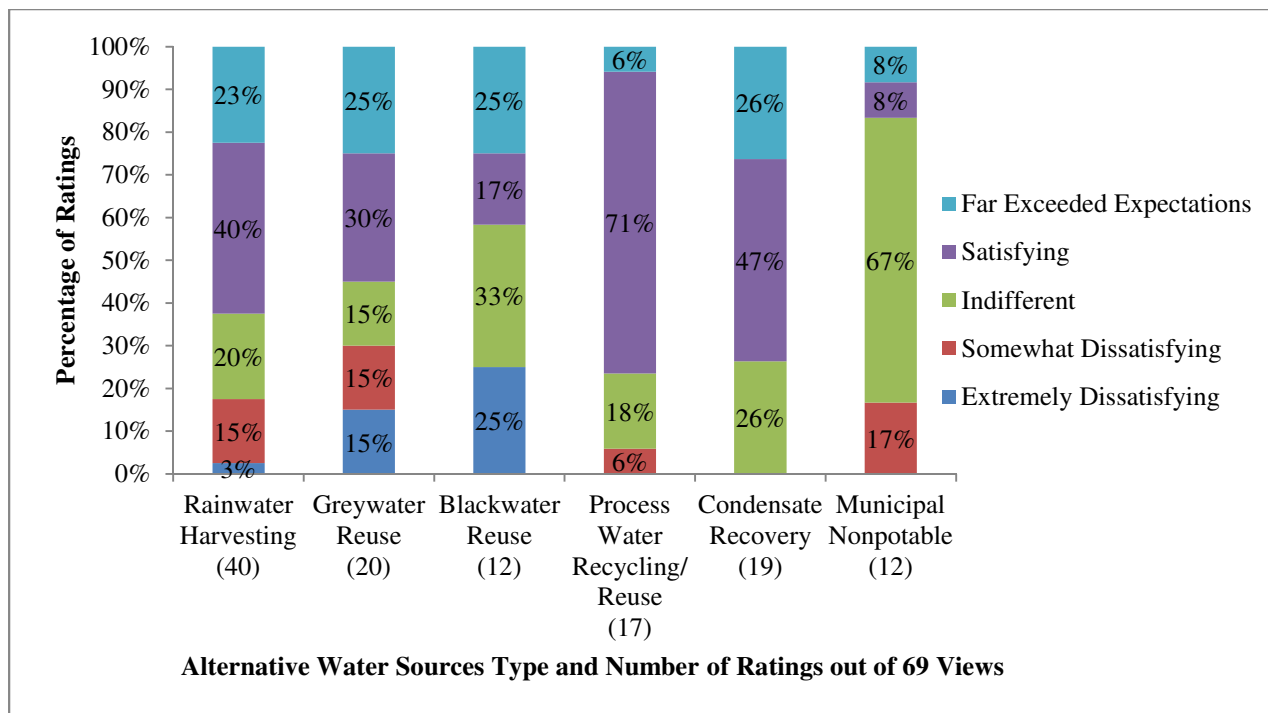 100%
90%
80%
70%
60%
50%
40%
30%
20%
10%
0%
Percentage of Ratings
23%
40%
20%
15%
3%
25%
30%
15%
15%
15%
25%
17%
33%
25%
6%
71%
18%
6%
26%
47%
26%
8%
8%
67%
17%
Far Exceeded Expectations
Satisfying
Indifferent
Somewhat Dissatisfying
Extremely Dissatisfying
Rainwater
Harvesting
(40)
Greywater
Reuse
(20)
Blackwater
Reuse
(12)
Process
Water
Recycling/
Reuse
(17)
Condensate
Recovery
(19)
Municipal
Nonpotable
(12)
Alternative Water Sources Type and Number of Ratings out of 69 Views